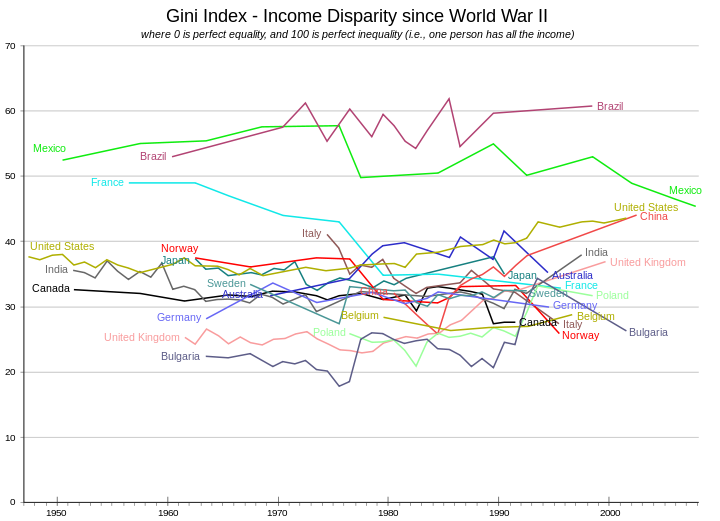 Gini Index - Income Disparity since World War II
where 0 is perfect equality, and 100 is perfect inequality (i.e., one person has all the income)
70
60
50
40
30
20
10
0
1950
1960
1970
1980
1990
2000
Brazil
Mexico
Brazil
France
Mexico
United States
China
Italy
United States
Norway
Japan
India
India
United Kingdom
Japan
Australia
Sweden
Canada
Australia
China
France
Sweden
Poland
Germany
Germany
Belgium
Belgium
Canada
Italy
United Kingdom
Poland
Norway
Bulgaria
Bulgaria